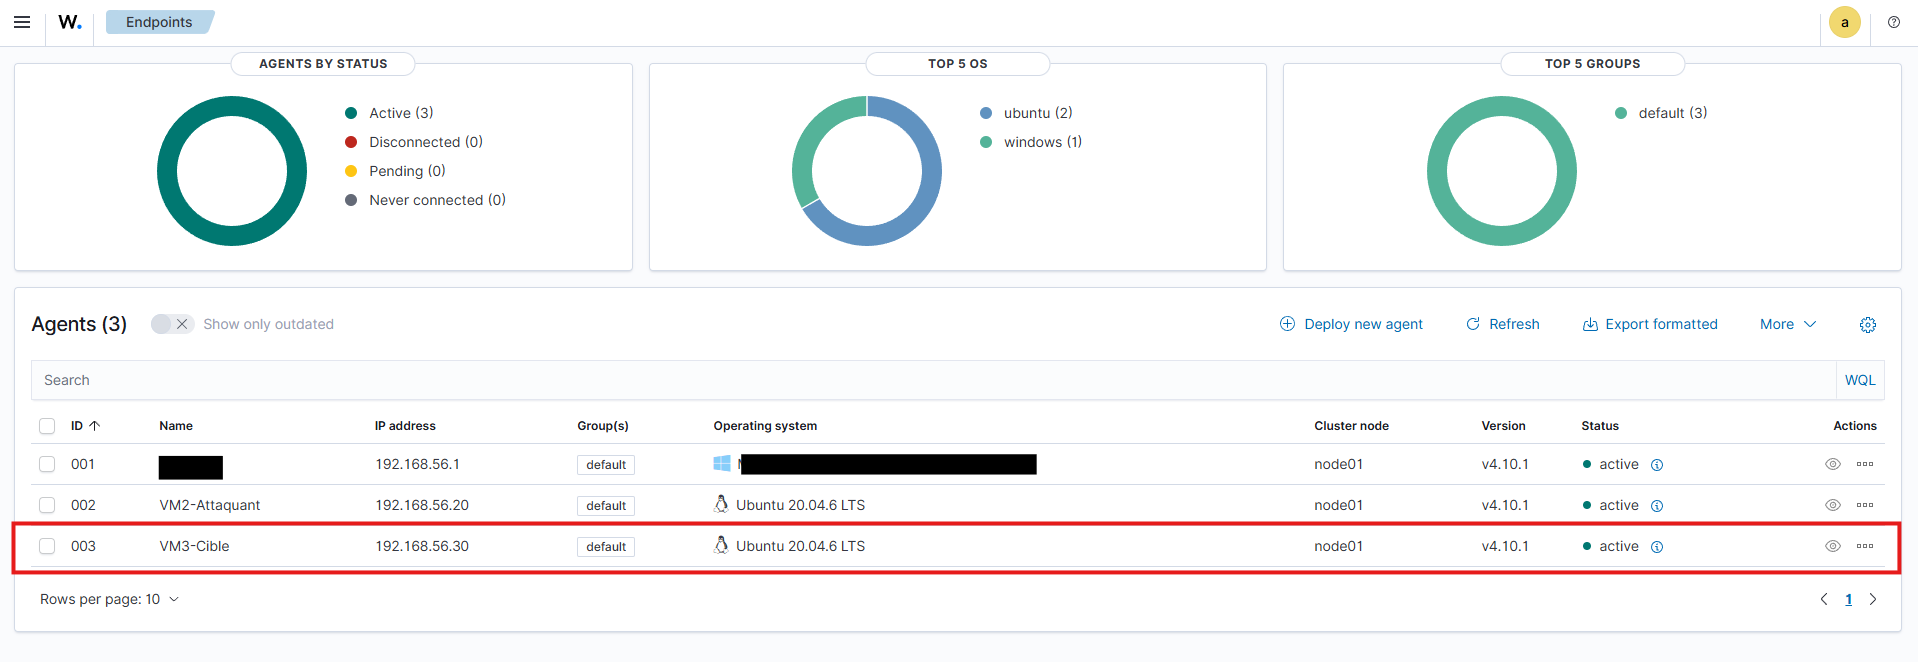 W. Endpoints a
AGENTS BY STATUS
Active (3)
Disconnected (0)
Pending (0)
Never connected (0)
TOP 5 OS
ubuntu (2)
windows (1)
TOP 5 GROUPS
default (3)
Agents (3) Show only outdated Deploy new agent Refresh Export formatted More
Search WQL
ID Name IP address Group(s) Operating system Cluster node Version Status Actions
001 192.168.56.1 default node01 v4.10.1 active
002 VM2-Attaquant 192.168.56.20 default Ubuntu 20.04.6 LTS node01 v4.10.1 active
003 VM3-Cible 192.168.56.30 default Ubuntu 20.04.6 LTS node01 v4.10.1 active
Rows per page: 10 1